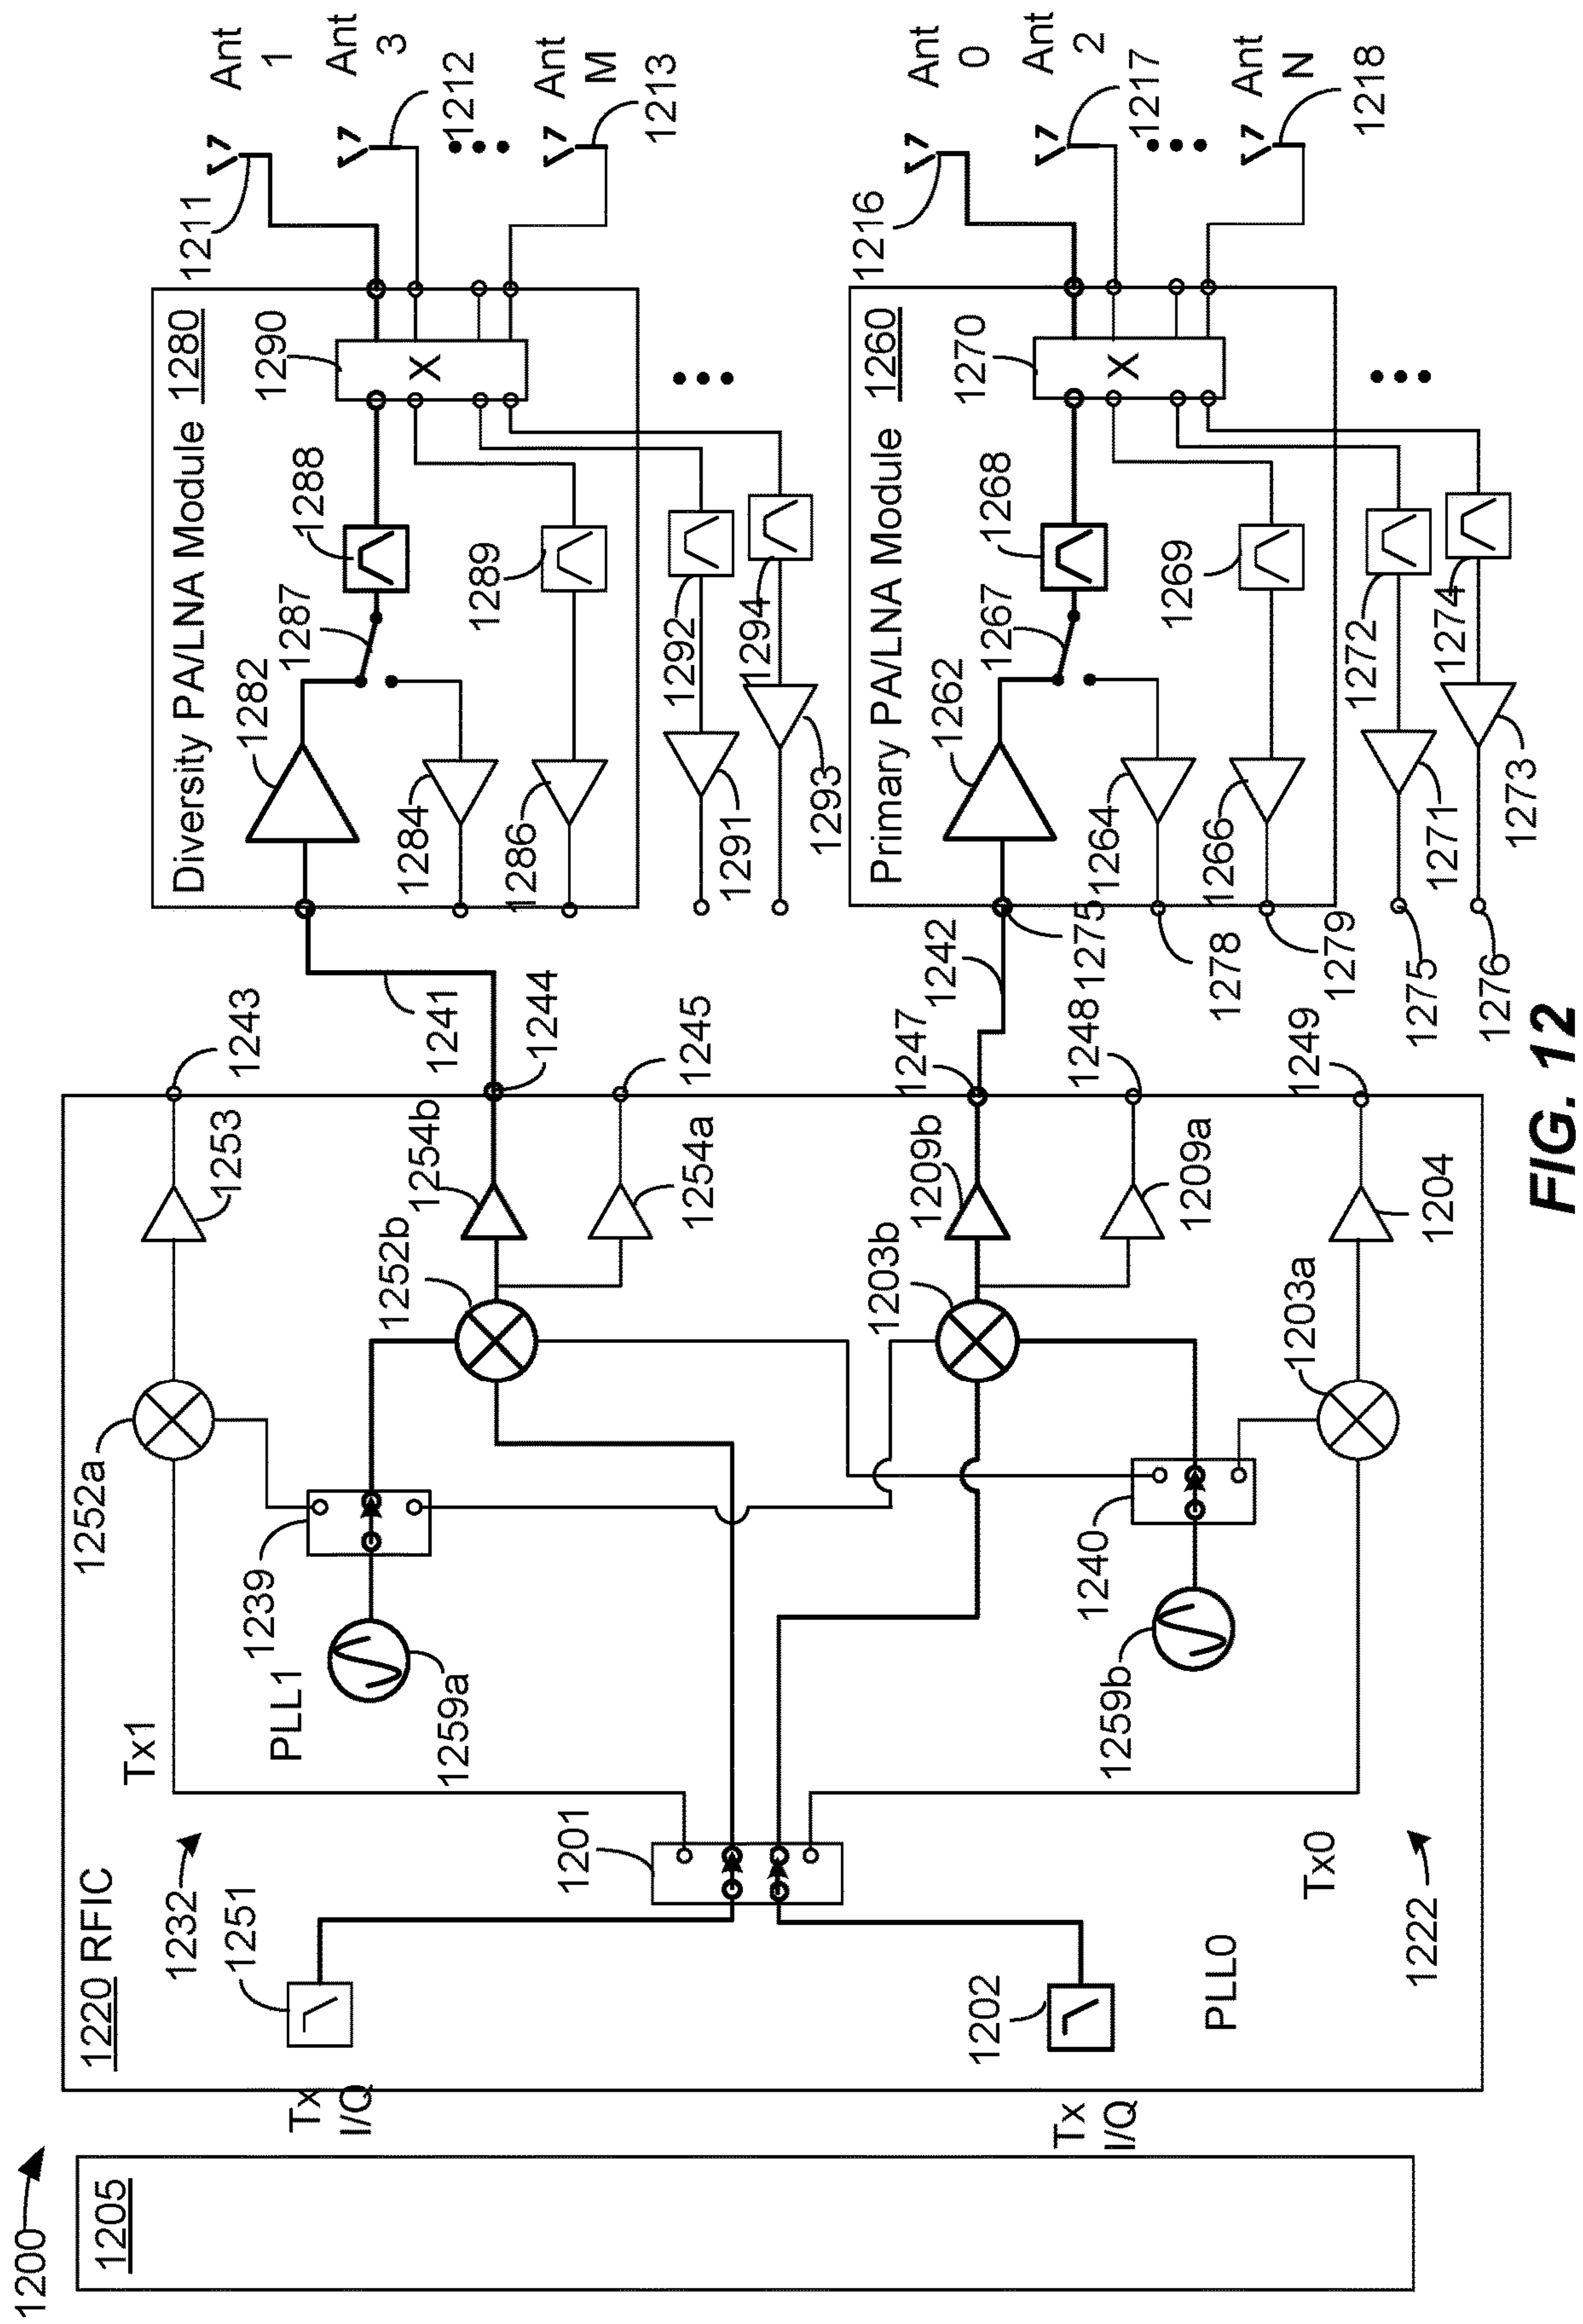 1200
1205
1220 RFIC
Tx
I/Q
Tx
I/Q
1232
1251
1202
PLL0
1222
Tx1
1201
Tx0
PLL1
1259a
1239
1259b
1240
1252a
1252b
1203b
1203a
1253
1254b
1254a
1209b
1209a
1204
1243
1244
1245
1247
1248
1249
1241
1242
Diversity PA/LNA Module 1280
1282
1284
1286
1287
1288
1289
1290
X
1291
1292
1293
1294
1211
Ant
1
Ant
3
1212
Ant
M
1213
Primary PA/LNA Module 1260
1262
1264
1266
1267
1268
1269
1270
X
1275
1278
1279
1275
1276
1271
1272
1273
1274
1216
Ant
0
Ant
2
1217
Ant
N
1218
FIG. 12